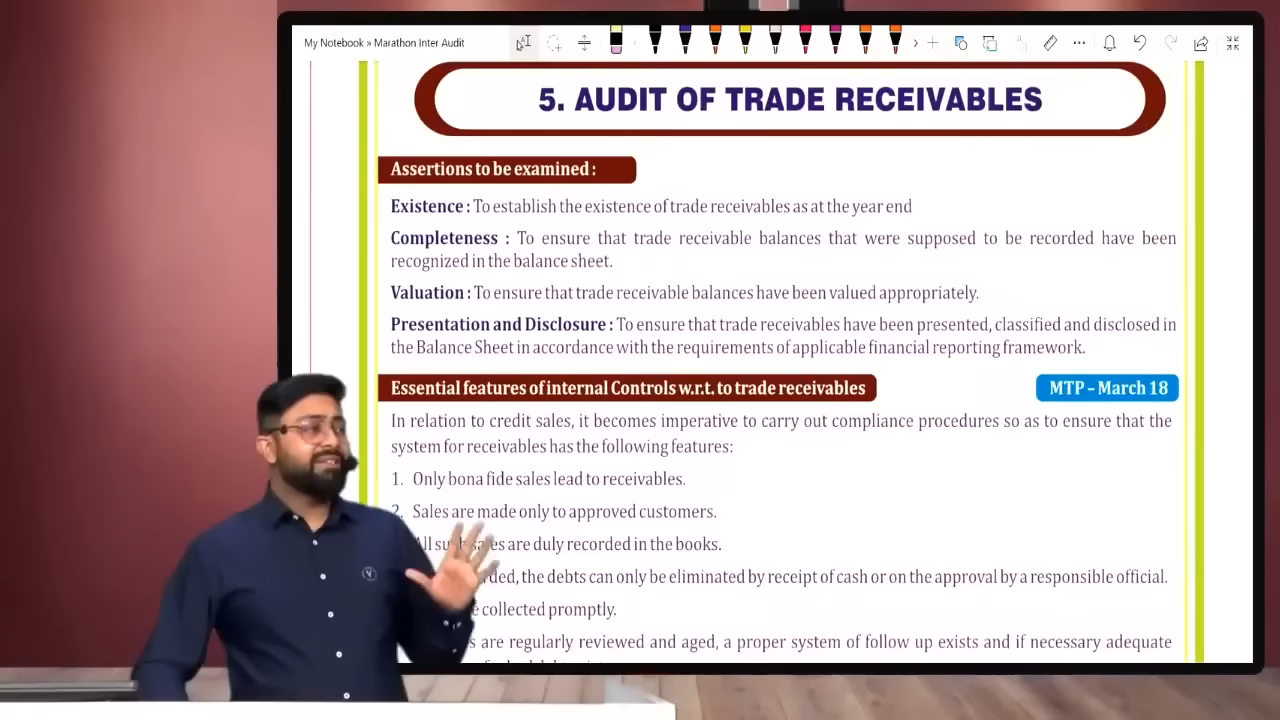 My Notebook » Marathon Inter Audit
5. AUDIT OF TRADE RECEIVABLES
Assertions to be examined :
Existence : To establish the existence of trade receivables as at the year end
Completeness : To ensure that trade receivable balances that were supposed to be recorded have been
recognized in the balance sheet.
Valuation : To ensure that trade receivable balances have been valued appropriately.
Presentation and Disclosure : To ensure that trade receivables have been presented, classified and disclosed in
the Balance Sheet in accordance with the requirements of applicable financial reporting framework.
Essential features of internal Controls w.r.t. to trade receivables
MTP – March 18
In relation to credit sales, it becomes imperative to carry out compliance procedures so as to ensure that the
system for receivables has the following features:
1. Only bona fide sales lead to receivables.
2. Sales are made only to approved customers.
All such sales are duly recorded in the books.
the debts can only be eliminated by receipt of cash or on the approval by a responsible official.
collected promptly.
are regularly reviewed and aged, a proper system of follow up exists and if necessary adequate